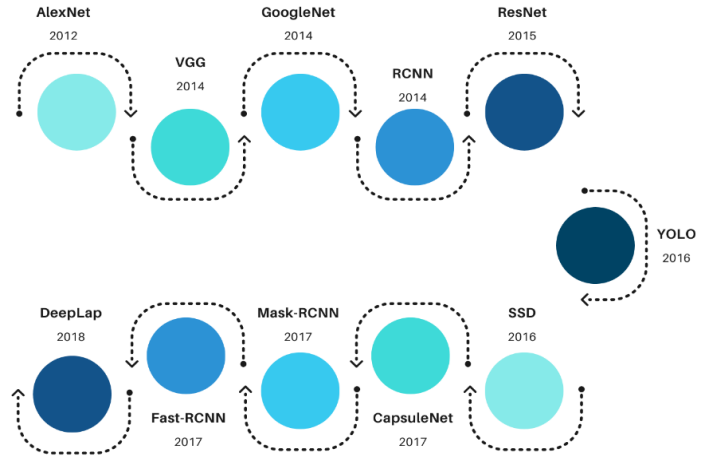 AlexNet
2012
VGG
2014
GoogleNet
2014
RCNN
2014
ResNet
2015
YOLO
2016
SSD
2016
CapsuleNet
2017
Mask-RCNN
2017
Fast-RCNN
2017
DeepLap
2018